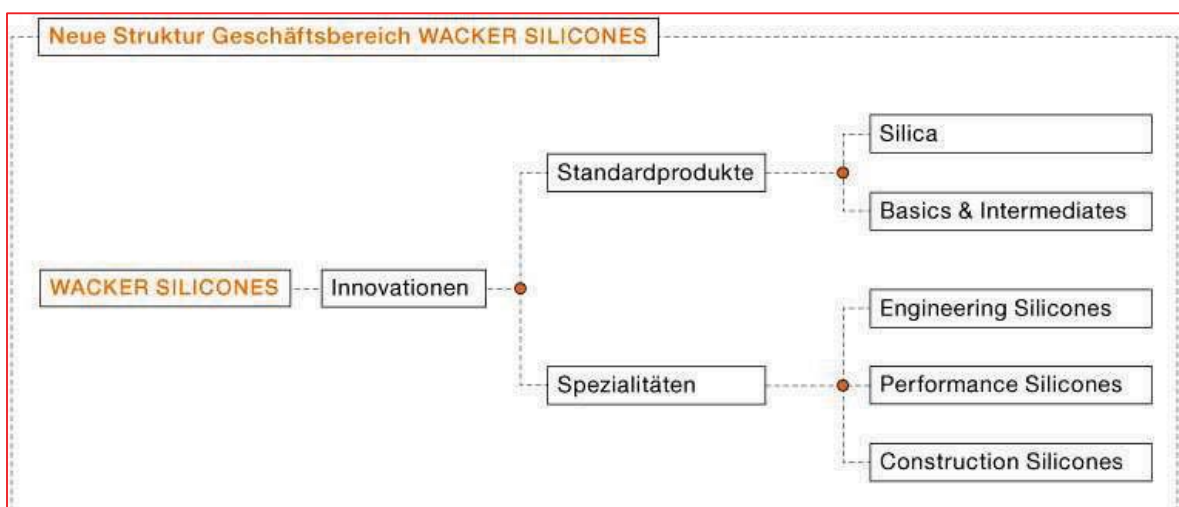 Neue Struktur Geschäftsbereich WACKER SILICONES
Silica
Standardprodukte
Basics & Intermediates
WACKER SILICONES
Innovationen
Engineering Silicones
Spezialitäten
Performance Silicones
Construction Silicones